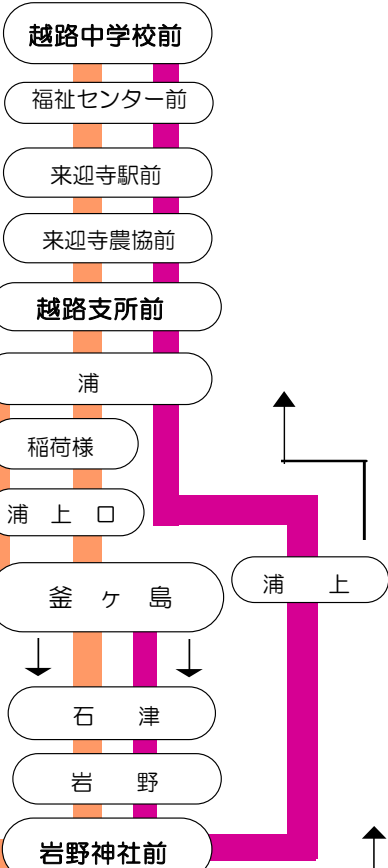 越路中学校前
福祉センター前
来迎寺駅前
来迎寺農協前
越路支所前
浦
稲荷様
浦上口
釜ヶ島
浦上
石津
岩野
岩野神社前